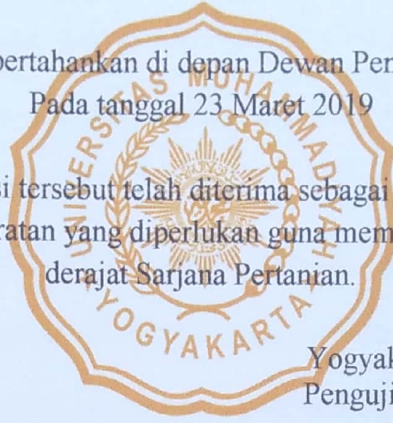 pertahankan di depan Dewan Pen
Pada tanggal 23 Maret 2019
si tersebut telah diterima sebagai
ratan yang diperlukan guna mem
derajat Sarjana Pertanian.
Yogyak
Penguji
UNIVERSITAS MUHAMMADIYAH
YOGYAKARTA